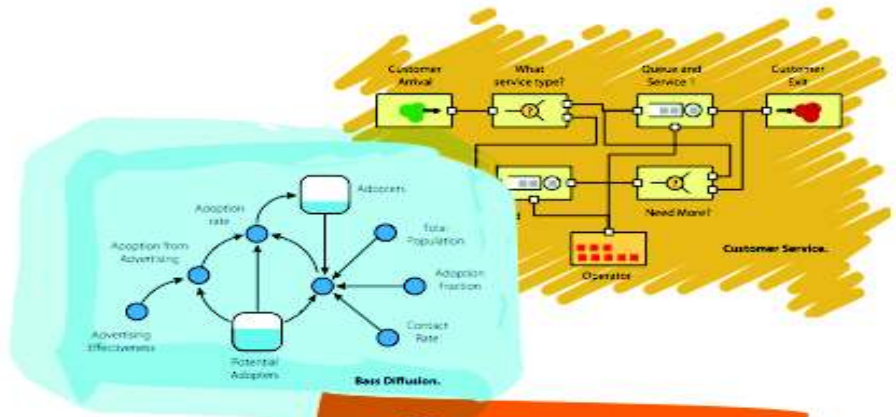 Customer
Arrival
What
service type?
Queue and
Service 1
Customer
Exit
Need More?
Operator
Customer Service.
Adopters
Adoption
rate
Total
Population
Adoption from
Advertising
Adoption
Fraction
Advertising
Effectiveness
Contact
Rate
Potential
Adopters
Bass Diffusion.